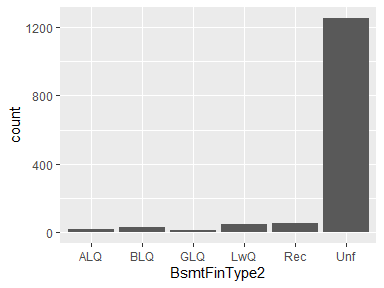 count
1200
800
400
0
ALQ BLQ GLQ LwQ Rec Unf
BsmtFinType2